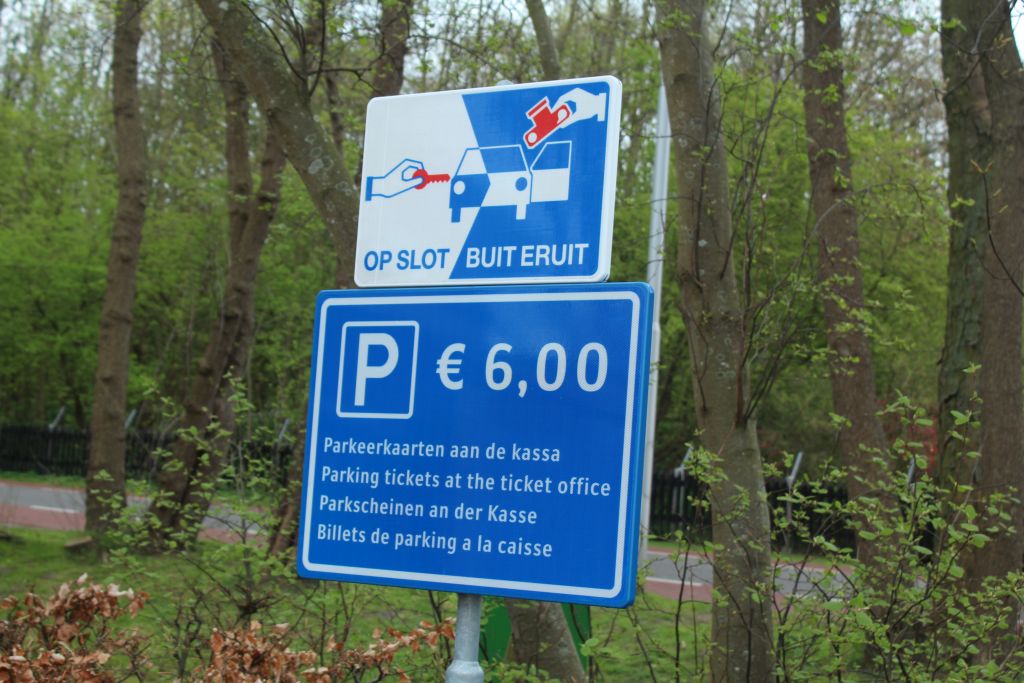 OP SLOT BUIT ERUIT
P € 6,00
Parkeerkaarten aan de kassa
Parking tickets at the ticket office
Parkscheinen an der Kasse
Billets de parking a la caisse